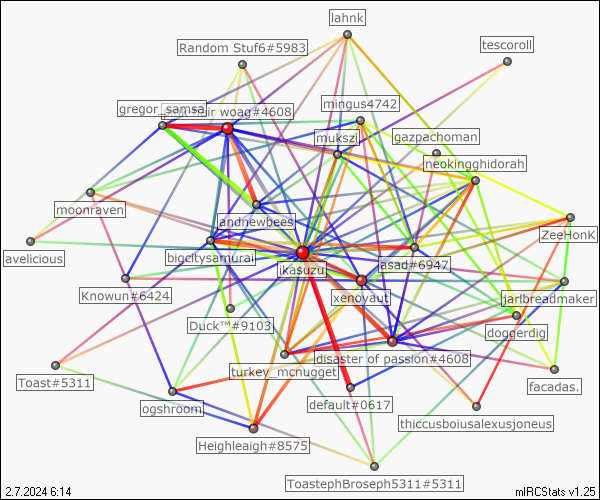 lahnk
Random Stuf6#5983
tescoroll
gregor_samsa
hair woag#4608
mingus4742
mukszi
gazpachoman
neokingghidorah
moonraven
andnewbees
ZeeHonK
avelicious
bigcitysamurai
ikasuzu
asad#6947
Knowun#6424
xenoyaut
jarlbreadmaker
Duck™#9103
doggerdig
disaster of passion#4608
turkey_mcnugget
Toast#5311
facadas.
ogshroom
default#0617
thiccusboiusalexusjoneus
Heighleaigh#8575
ToastephBroseph5311#5311
2.7.2024 6:14
mIRCStats v1.25